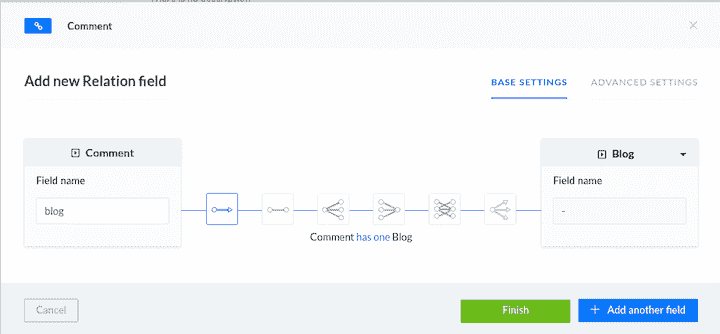 Comment
Add new Relation field
BASE SETTINGS
ADVANCED SETTINGS
Comment
Blog
Field name
Field name
blog
-
Comment has one Blog
Cancel
Finish
+ Add another field